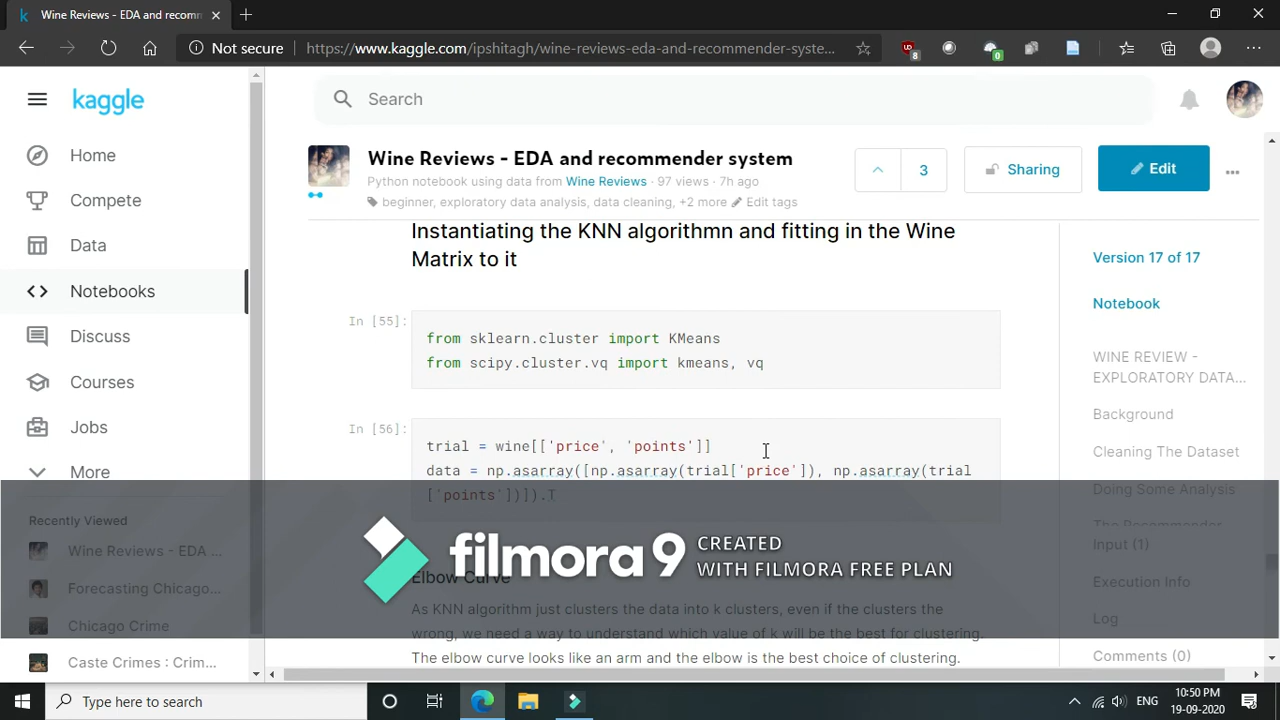 Wine Reviews - EDA and recomm
Not secure
https://www.kaggle.com/ipshitagh/wine-reviews-eda-and-recommender-syste...
8
0
kaggle
Search
Home
Compete
Data
Notebooks
Discuss
Courses
Jobs
More
Recently Viewed
Wine Reviews - EDA ...
Forecasting Chicago...
Chicago Crime
Caste Crimes : Crim...
Wine Reviews - EDA and recommender system
Python notebook using data from Wine Reviews · 97 views · 7h ago
beginner, exploratory data analysis, data cleaning, +2 more Edit tags
3
Sharing
Edit
...
Instantiating the KNN algorithmn and fitting in the Wine
Matrix to it
In [55]:
from sklearn.cluster import KMeans
from scipy.cluster.vq import kmeans, vq
In [56]:
trial = wine[['price', 'points']]
data = np.asarray([np.asarray(trial['price']), np.asarray(trial
['points'])]).T
filmora9 CREATED
WITH FILMORA FREE PLAN
Elbow Curve
As KNN algorithm just clusters the data into k clusters, even if the clusters the
wrong, we need a way to understand which value of k will be the best for clustering.
The elbow curve looks like an arm and the elbow is the best choice of clustering.
Version 17 of 17
Notebook
WINE REVIEW -
EXPLORATORY DATA...
Background
Cleaning The Dataset
Doing Some Analysis
The Recommender
Input (1)
Execution Info
Log
Comments (0)
Type here to search
ENG
10:50 PM
19-09-2020